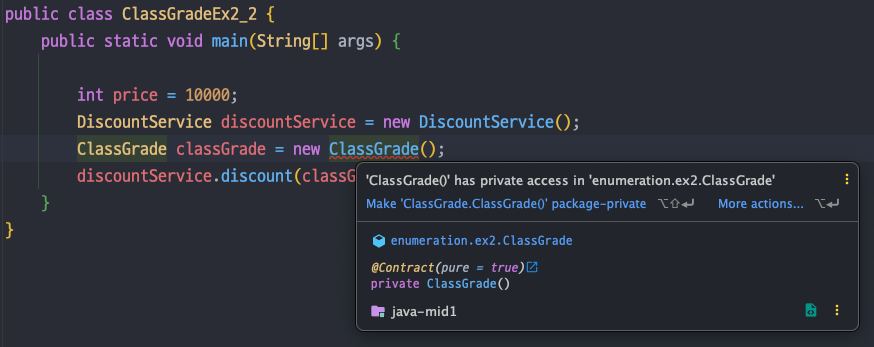 public class ClassGradeEx2_2 {
public static void main(String[] args) {
int price = 10000;
DiscountService discountService = new DiscountService();
ClassGrade classGrade = new ClassGrade();
discountService.discount(classG
'ClassGrade()' has private access in 'enumeration.ex2.ClassGrade'
Make 'ClassGrade.ClassGrade()' package-private ⌥⇧↩ More actions... ⌥↩
enumeration.ex2.ClassGrade
@Contract(pure = true)
private ClassGrade()
java-mid1
}
}